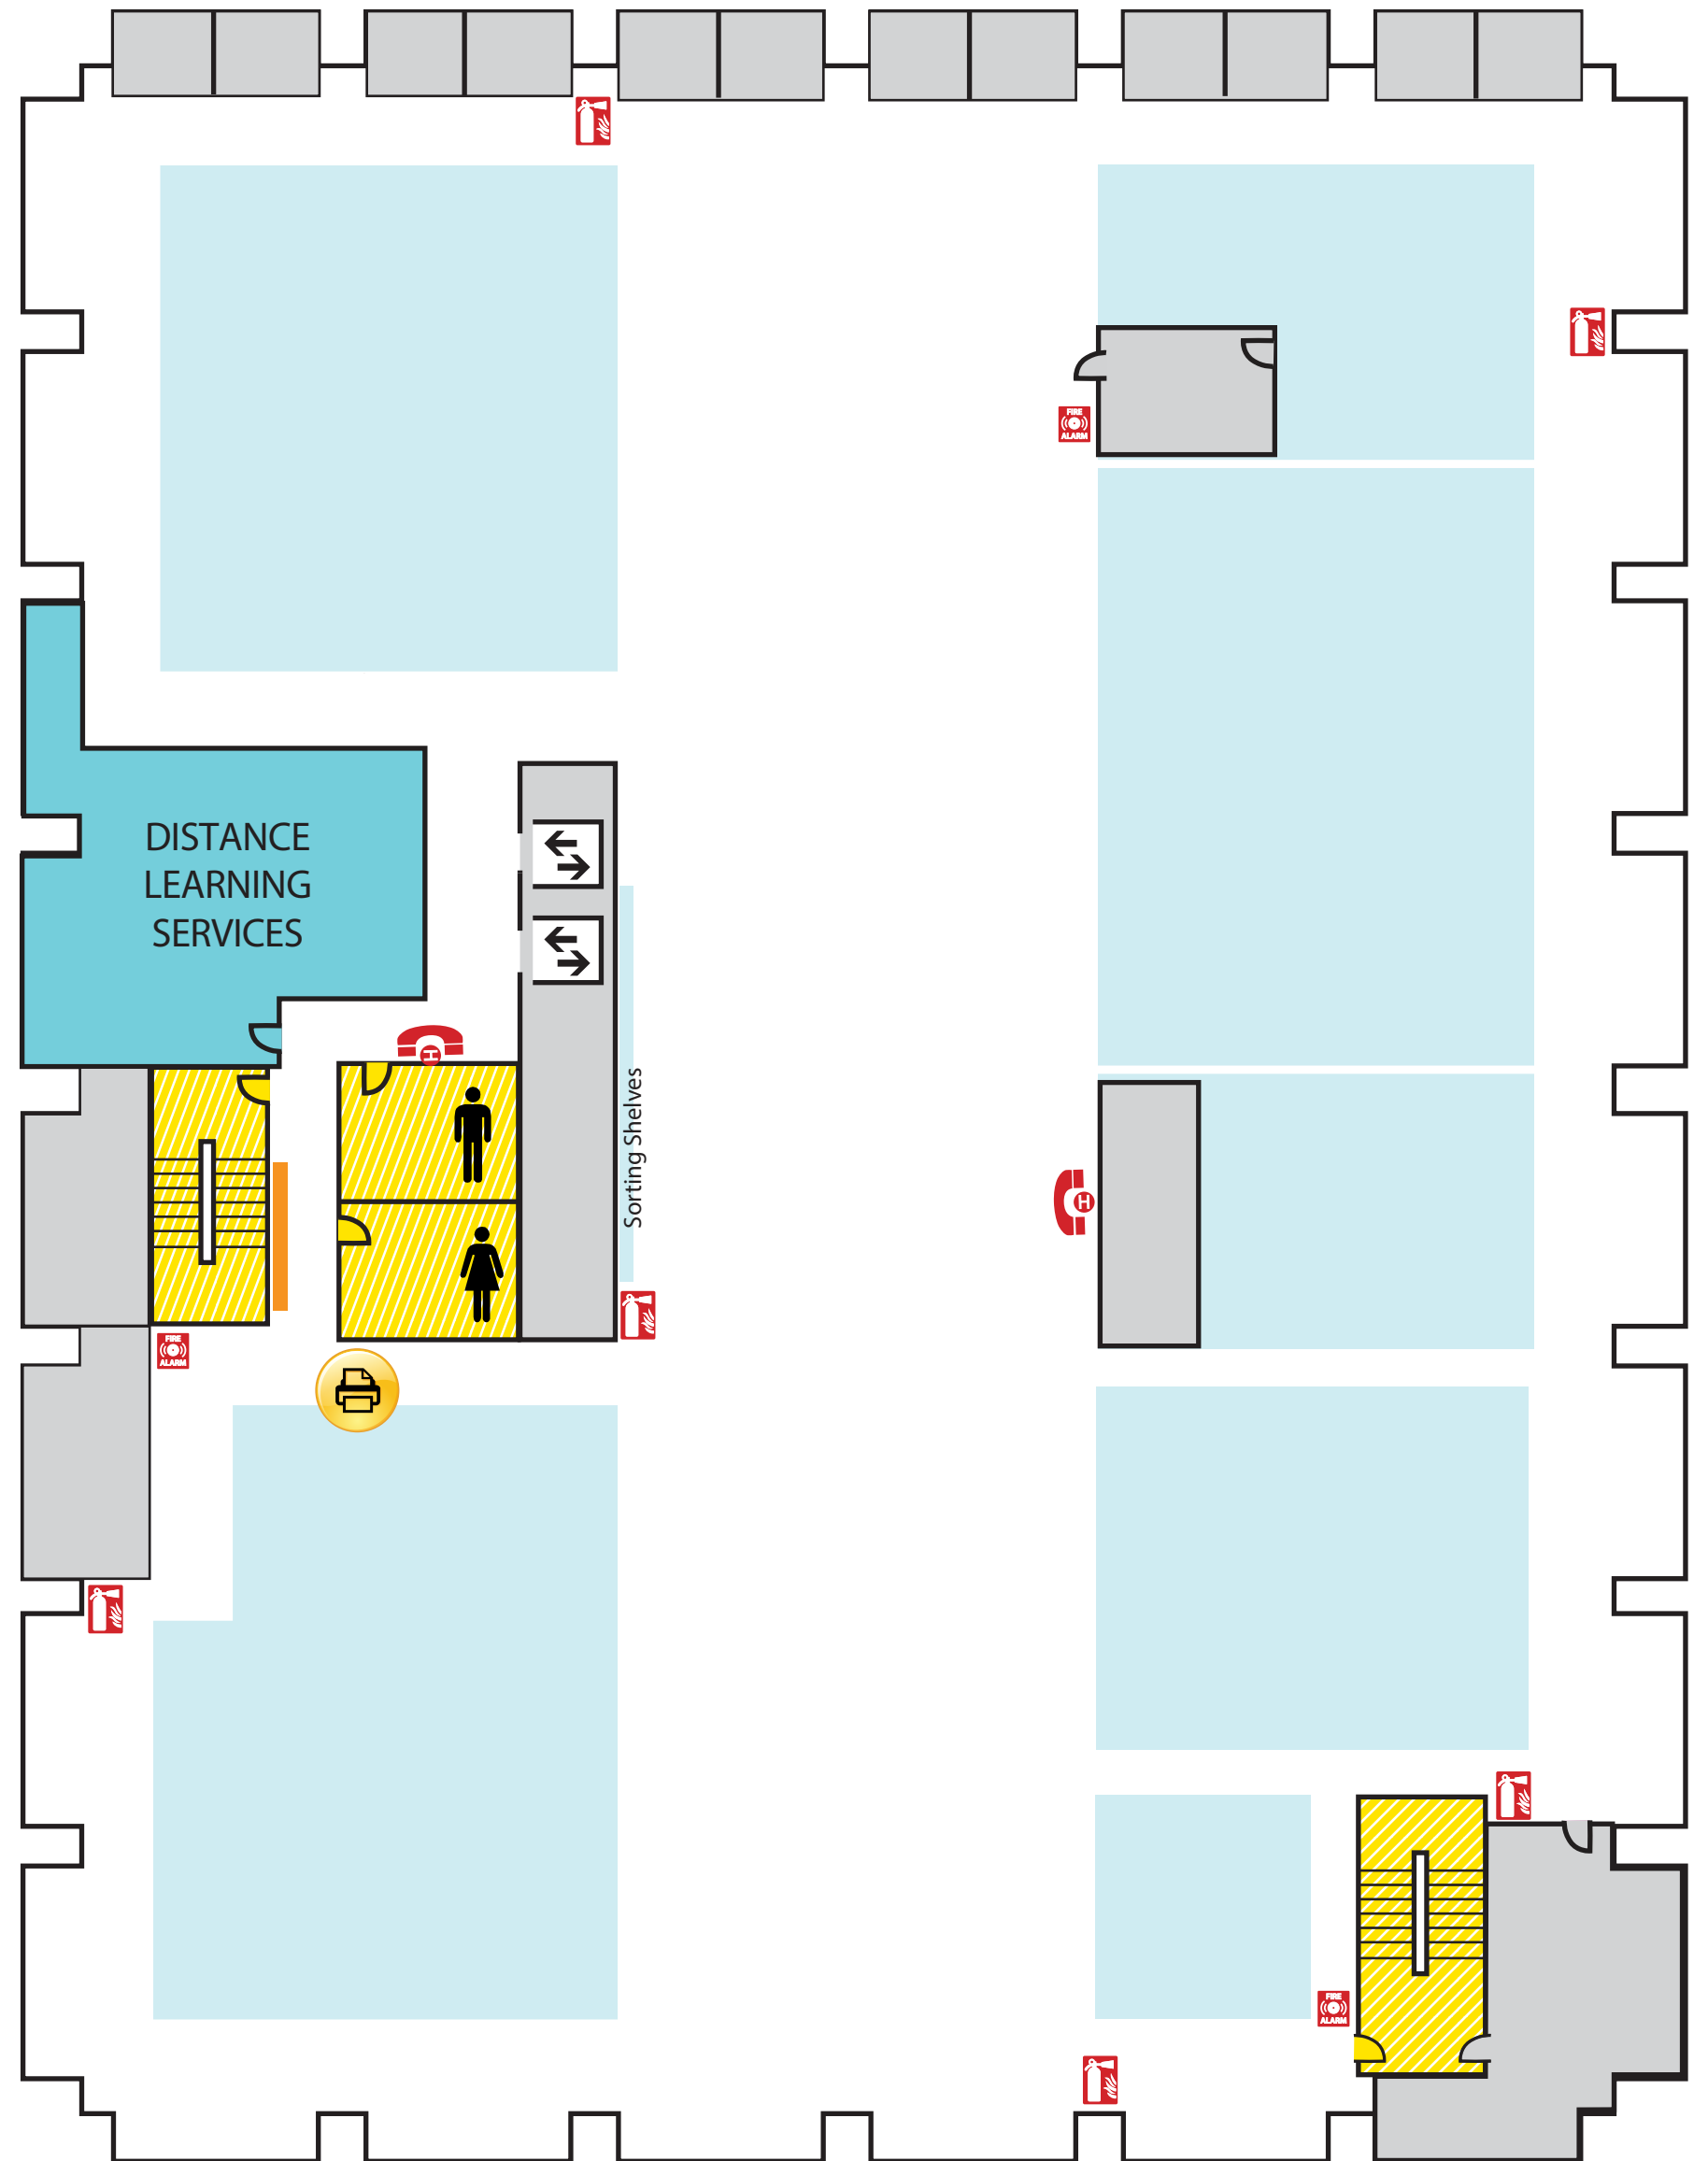 FIRE
ALARM
DISTANCE
LEARNING
SERVICES
H
Sorting Shelves
H
FIRE
ALARM
FIRE
ALARM